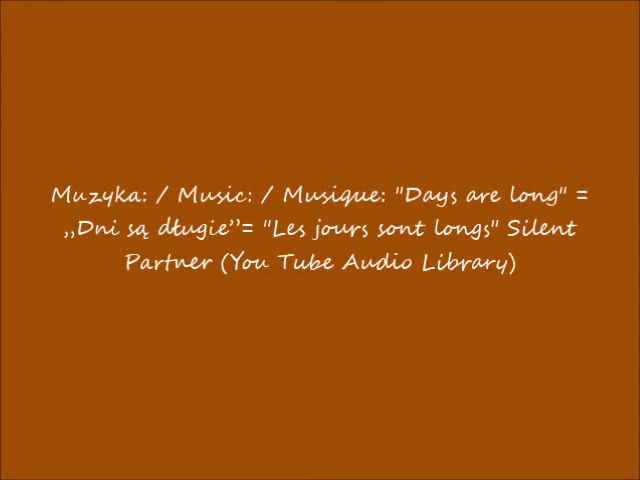 Muzyka: / Music: / Musique: "Days are long" =
„Dni są długie”= "Les jours sont longs" Silent
Partner (You Tube Audio Library)